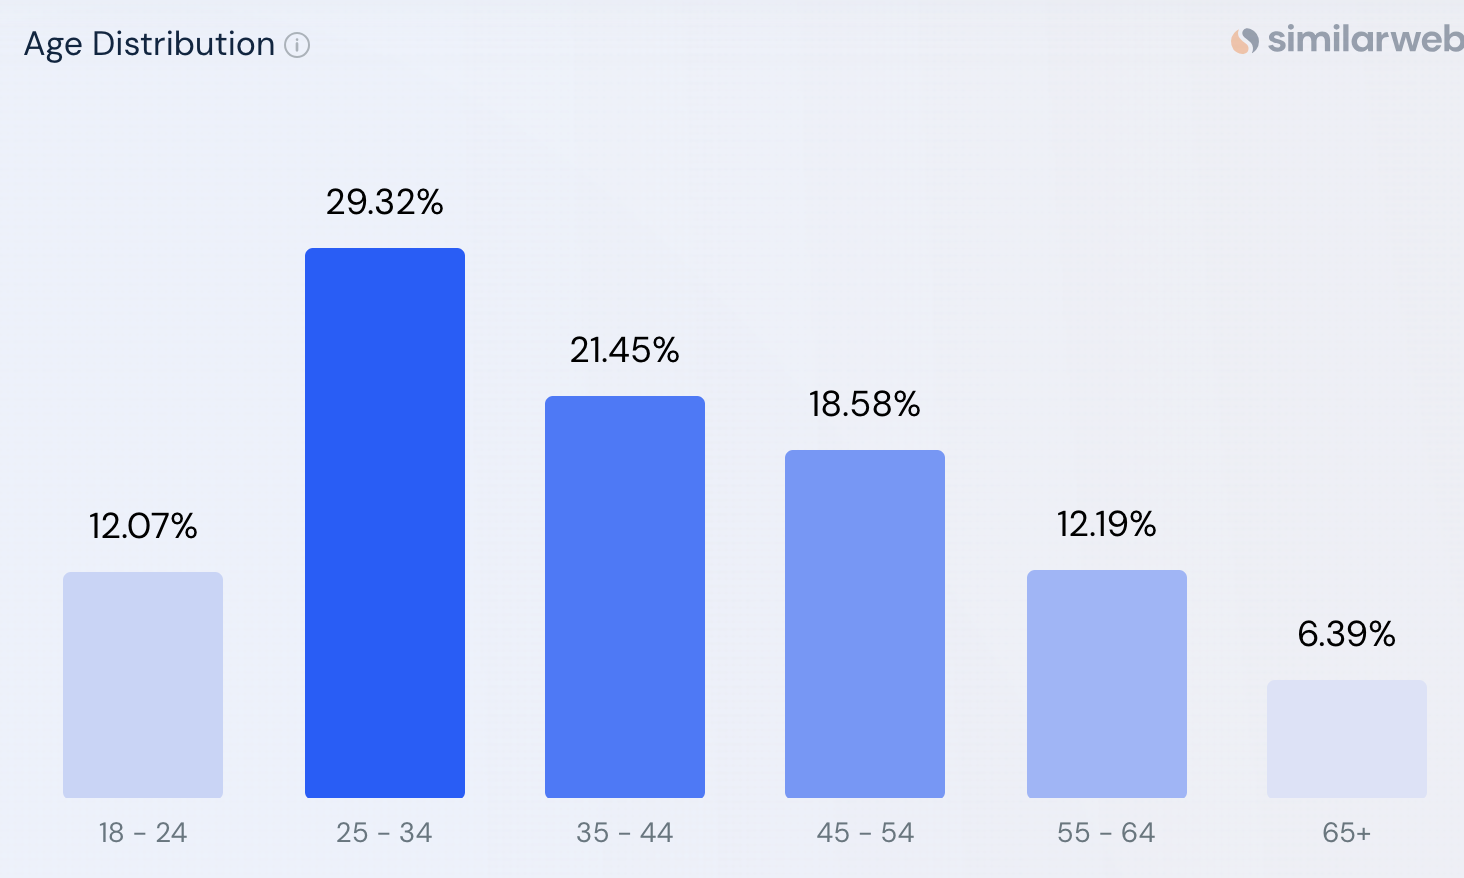 Age Distribution
similarweb
29.32%
21.45%
18.58%
12.07%
12.19%
6.39%
18 - 24
25 - 34
35 - 44
45 - 54
55 - 64
65+